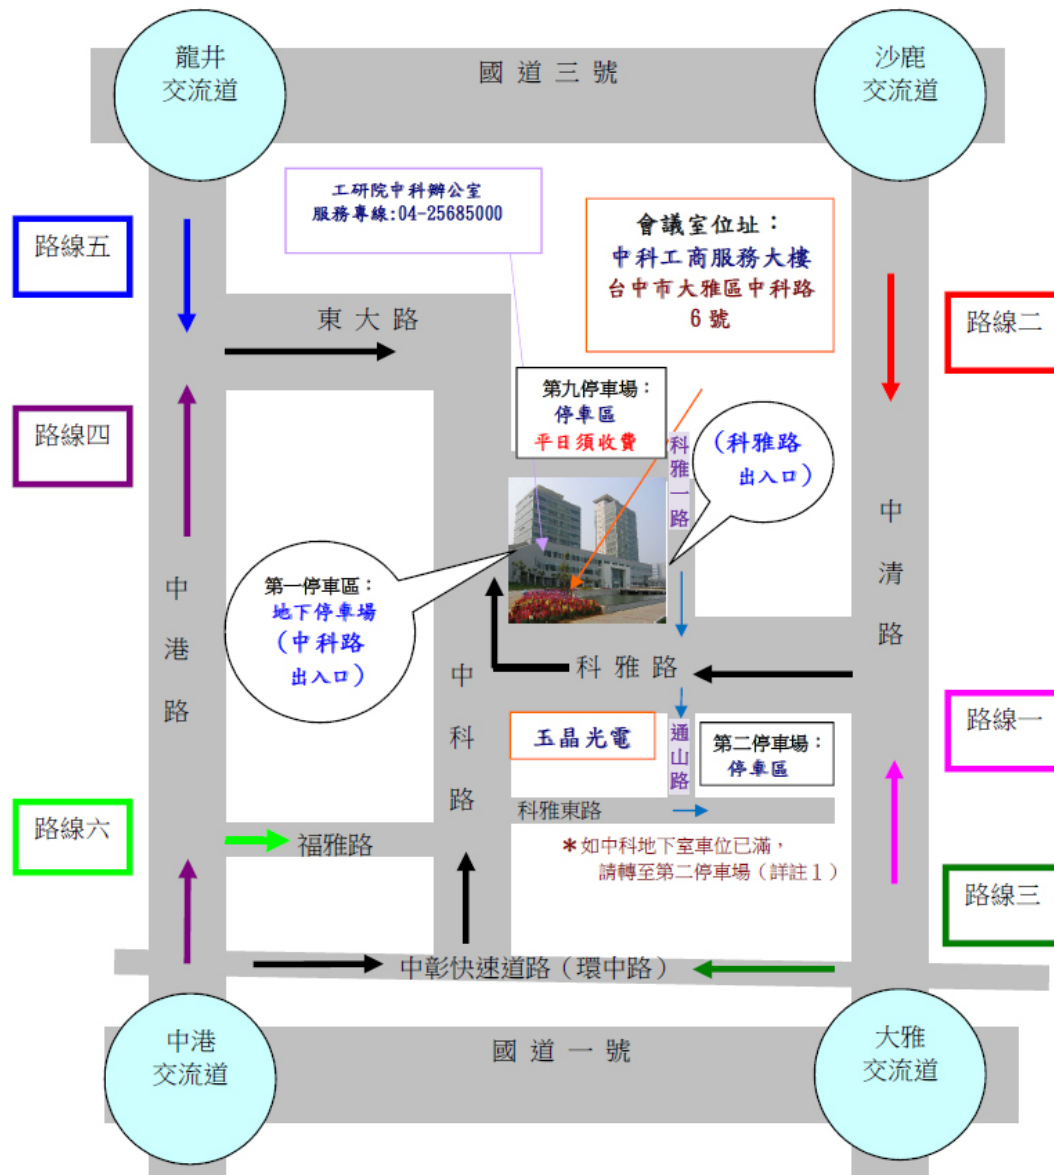 龍井
交流道
國道三號
沙鹿
交流道
工研院中科辦公室
服務專線:04-25685000
會議室位址：
中科工商服務大樓
台中市大雅區中科路
6 號
路線五
路線二
東大路
路線四
第九停車場：
停車區
平日須收費
科雅一路
(科雅路
出入口)
中港路
中清路
第一停車區：
地下停車場
(中科路
出入口)
科雅路
中科路
路線一
玉晶光電
通山路
第二停車場：
停車區
路線六
福雅路
科雅東路
＊如中科地下室車位已滿，
請轉至第二停車場（詳註１）
路線三
中彰快速道路（環中路）
中港
交流道
國道一號
大雅
交流道